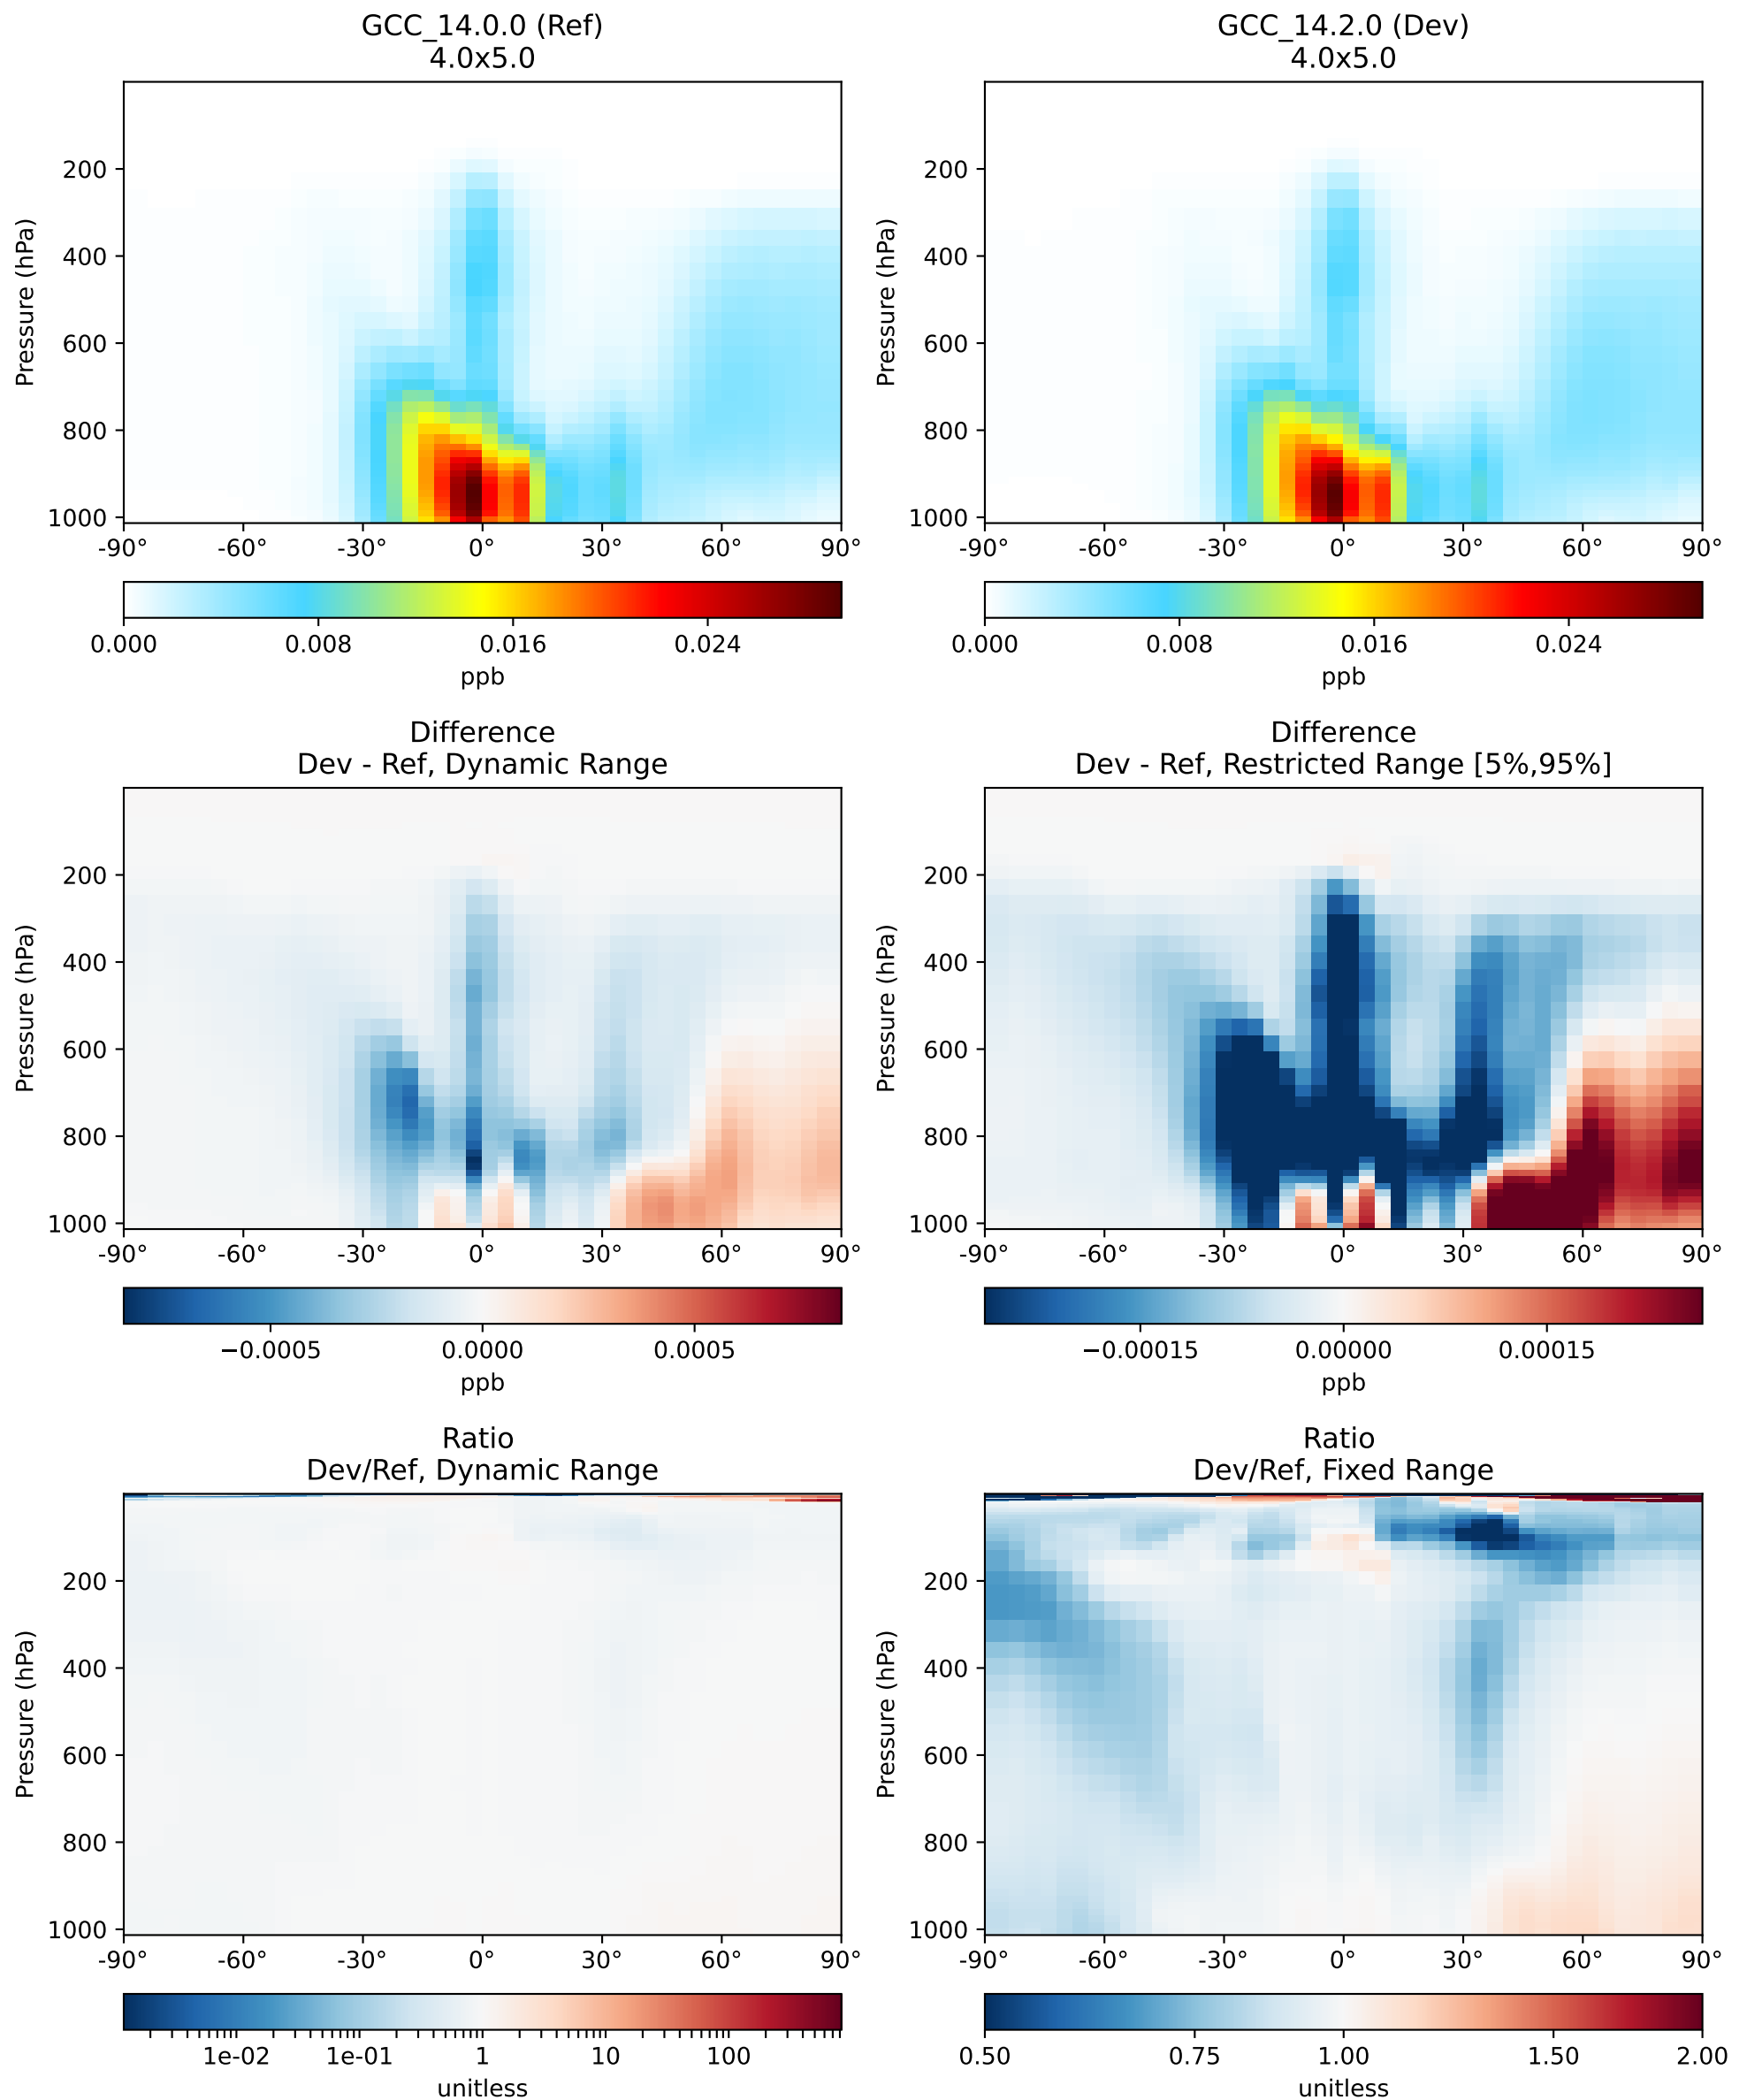 GCC_14.0.0 (Ref)
4.0x5.0
Pressure (hPa)
200
400
600
800
1000
-90° -60° -30° 0° 30° 60° 90°
0.000 0.008 0.016 0.024
ppb
GCC_14.2.0 (Dev)
4.0x5.0
Pressure (hPa)
200
400
600
800
1000
-90° -60° -30° 0° 30° 60° 90°
0.000 0.008 0.016 0.024
ppb
Difference
Dev - Ref, Dynamic Range
Pressure (hPa)
200
400
600
800
1000
-90° -60° -30° 0° 30° 60° 90°
−0.0005 0.0000 0.0005
ppb
Difference
Dev - Ref, Restricted Range [5%,95%]
Pressure (hPa)
200
400
600
800
1000
-90° -60° -30° 0° 30° 60° 90°
−0.00015 0.00000 0.00015
ppb
Ratio
Dev/Ref, Dynamic Range
Pressure (hPa)
200
400
600
800
1000
-90° -60° -30° 0° 30° 60° 90°
1e-02 1e-01 1 10 100
unitless
Ratio
Dev/Ref, Fixed Range
Pressure (hPa)
200
400
600
800
1000
-90° -60° -30° 0° 30° 60° 90°
0.50 0.75 1.00 1.50 2.00
unitless